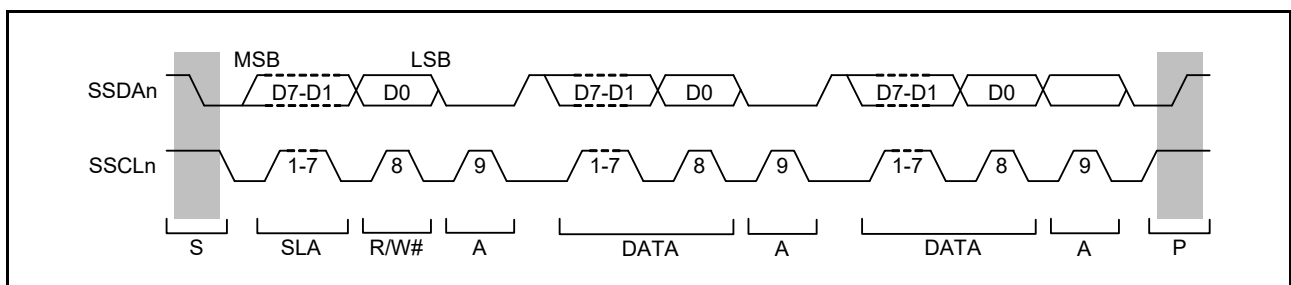 MSB LSB
SSDAn D7-D1 D0 D7-D1 D0 D7-D1 D0
SSCLn 1-7 8 9 1-7 8 9 1-7 8 9
S SLA R/W# A DATA A DATA A P